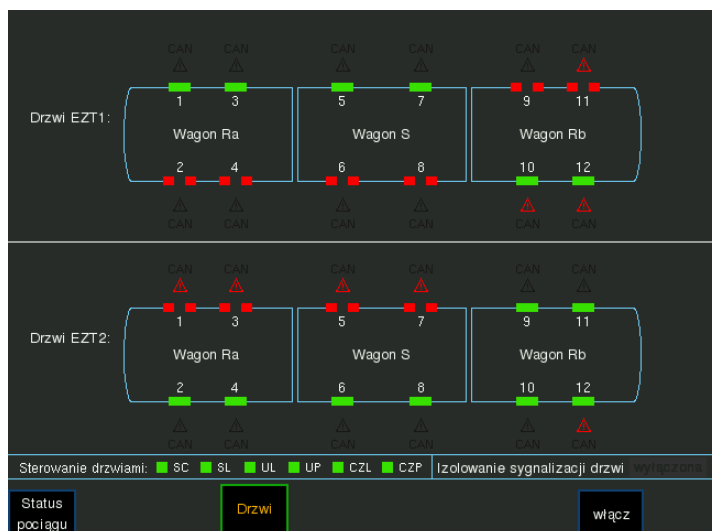 CAN CAN CAN CAN CAN CAN
1 3 5 7 9 11
Drzwi EZT1:
Wagon Ra Wagon S Wagon Rb
2 4 6 8 10 12
CAN CAN CAN CAN CAN CAN
CAN CAN CAN CAN CAN CAN
1 3 5 7 9 11
Drzwi EZT2:
Wagon Ra Wagon S Wagon Rb
2 4 6 8 10 12
CAN CAN CAN CAN CAN CAN
Sterowanie drzwiami: SC SL UL UP CZL CZP Izolowanie sygnalizacji drzwi wyłączona
Status pociągu
Drzwi
włącz